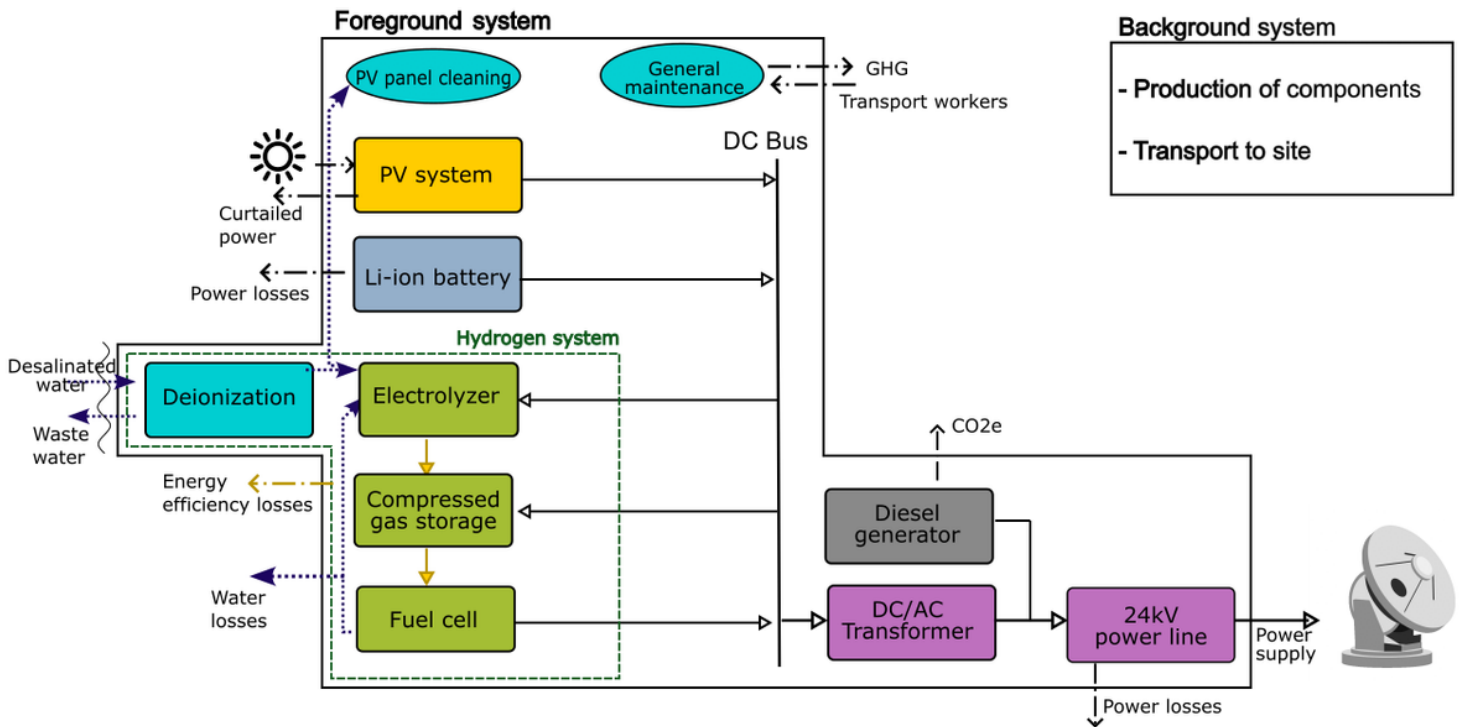 Foreground system
Background system
PV panel cleaning
General
maintenance
GHG
Transport workers
- Production of components
- Transport to site
DC Bus
PV system
Curtailed
power
Li-ion battery
Power losses
Hydrogen system
Desalinated
water
Deionization
Electrolyzer
Waste
water
CO2e
Energy
efficiency losses
Compressed
gas storage
Diesel
generator
Water
losses
Fuel cell
DC/AC
Transformer
24kV
power line
Power
supply
Power losses